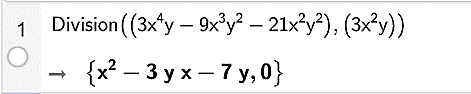 1 Division((3x⁴y – 9x³y² – 21x²y²), (3x²y))
→ {x² – 3 y x – 7 y, 0}